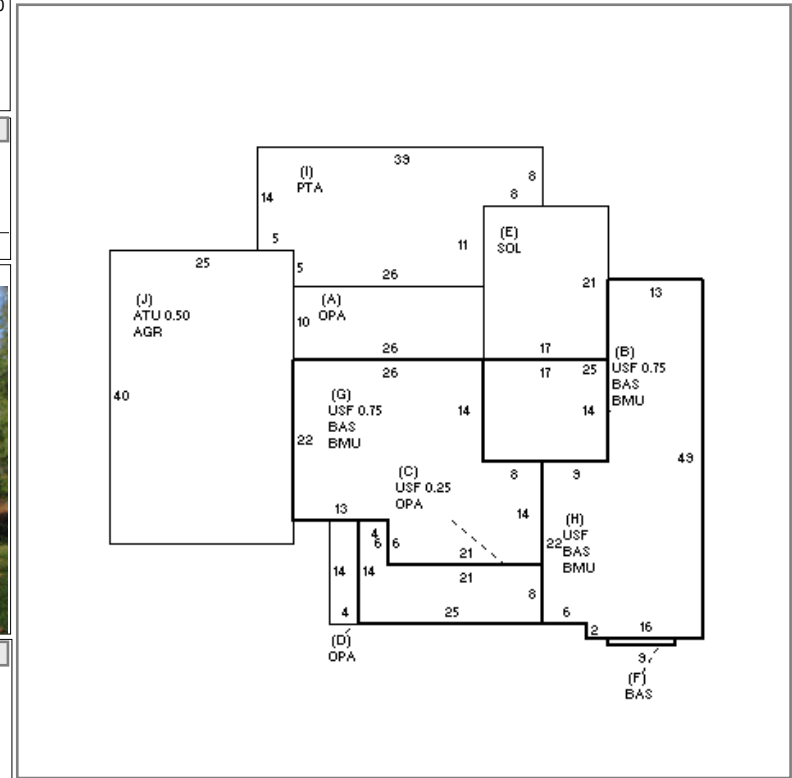 39
(I)
PTA
8
8
14
5
11
(E)
SOL
25
5
26
21
13
(J)
ATU 0.50
AGR
10
(A)
OPA
26
17
(B)
USF 0.75
BAS
BMU
26
17
25
40
(G)
USF 0.75
BAS
BMU
14
14
22
49
(C)
USF 0.25
OPA
8
9
13
14
(H)
USF
BAS
BMU
4
6
6
22
21
14
14
21
8
4
25
6
2
16
(D)
OPA
9
(F)
BAS